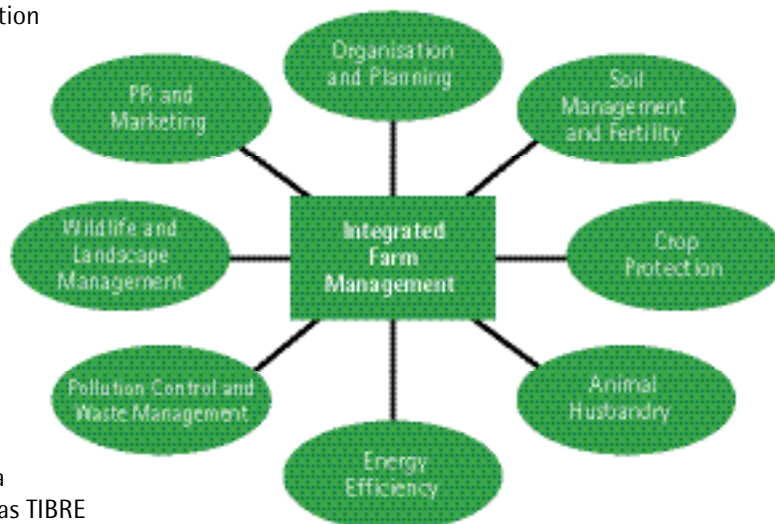 tion
Organisation
and Planning
PR and
Marketing
Soil
Management
and Fertility
Wildlife and
Landscape
Management
Integrated
Farm
Management
Crop
Protection
Pollution Control and
Waste Management
Animal
Husbandry
Energy
Efficiency
a
as TIBRE